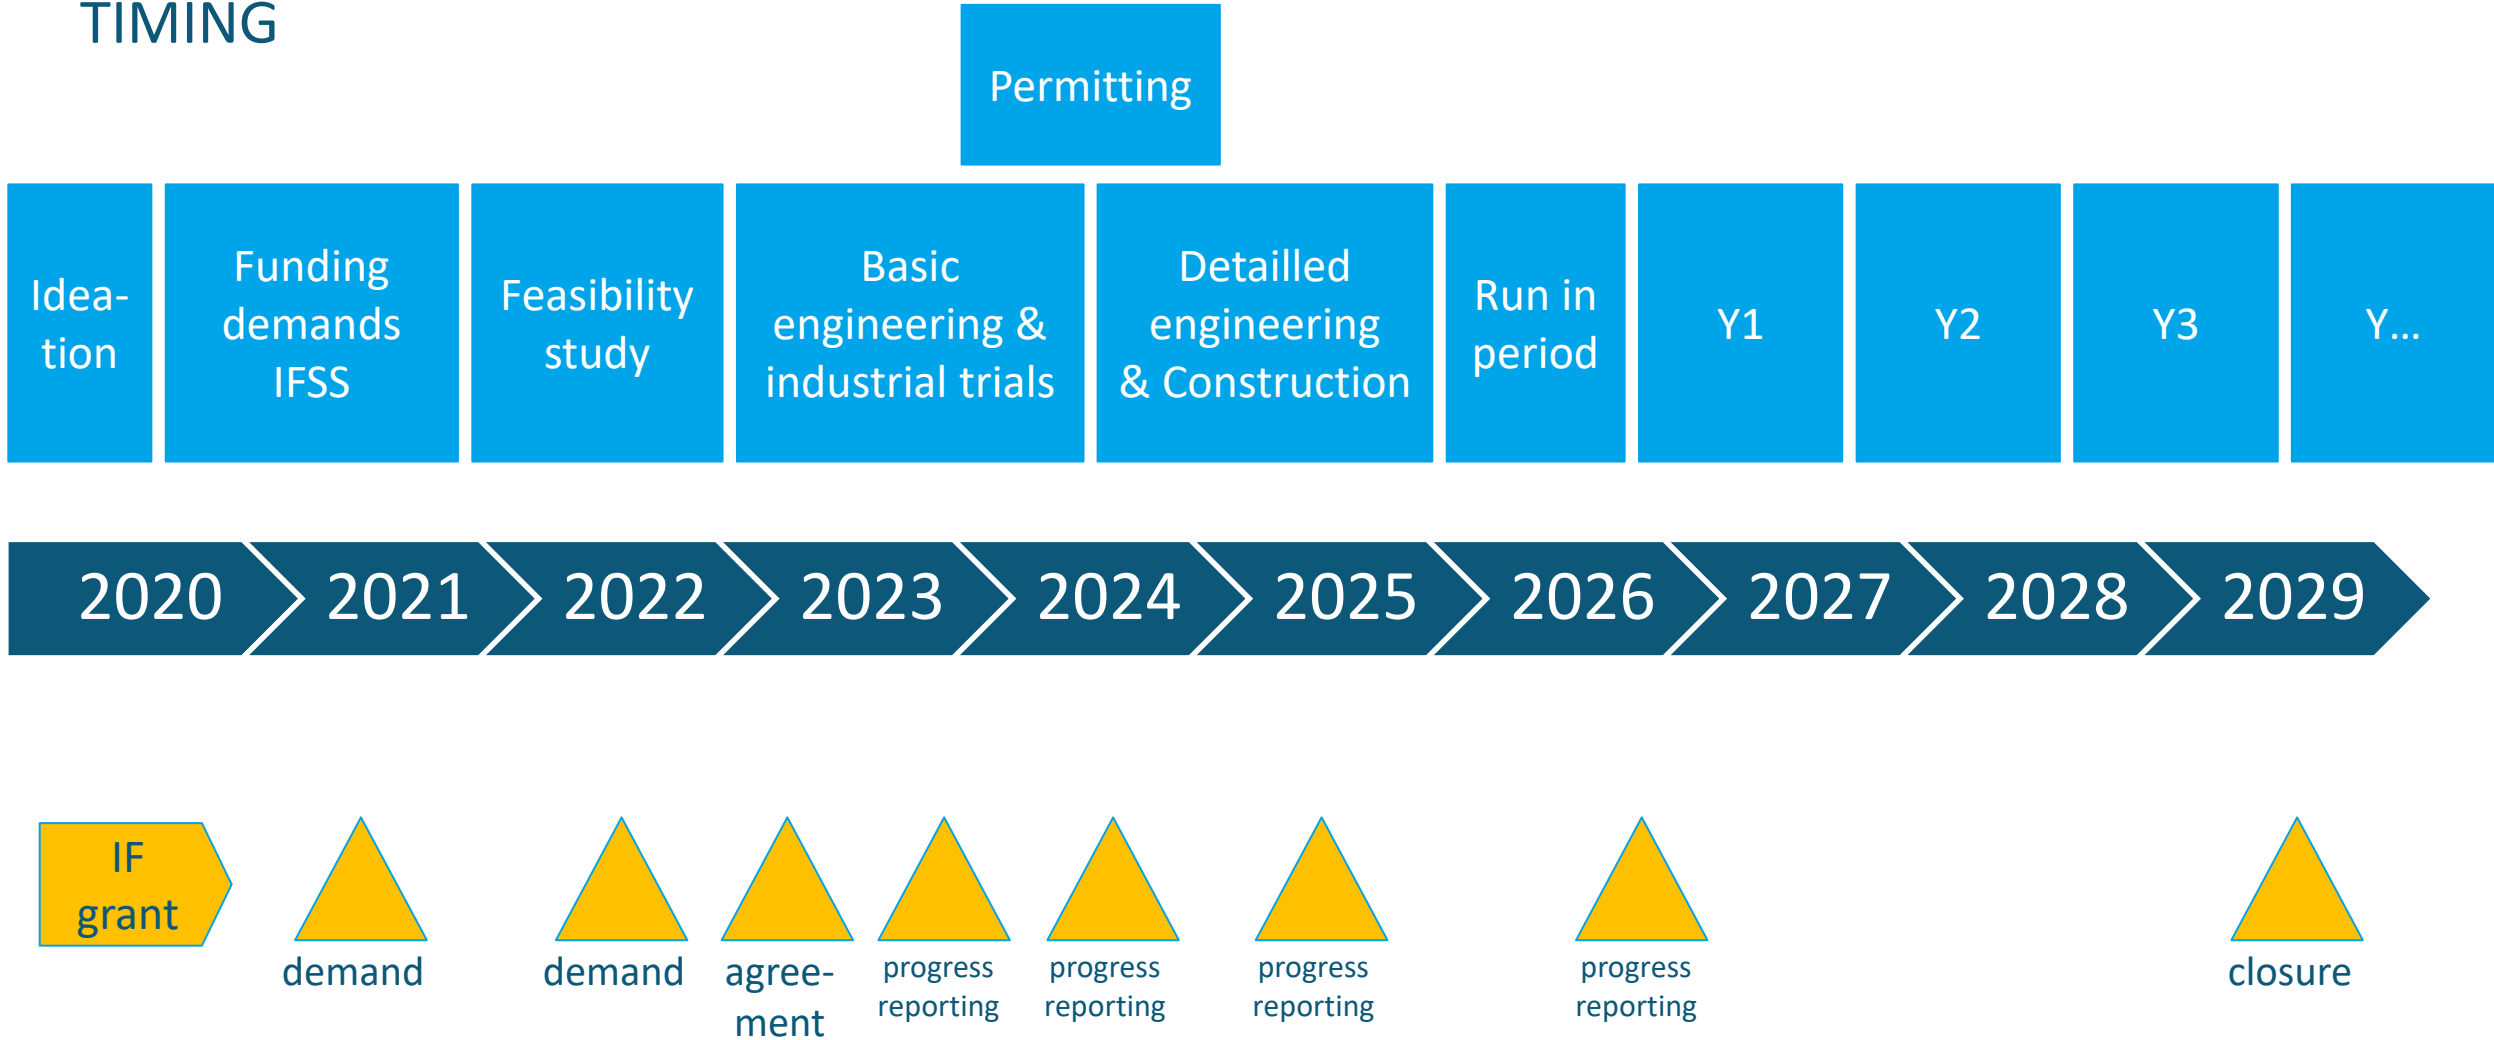 TIMING
Permitting
Idea-
tion
Funding
demands
IFSS
Feasibility
study
Basic
engineering &
industrial trials
Detailled
engineering
& Construction
Run in
period
Y1
Y2
Y3
Y...
2020
2021
2022
2023
2024
2025
2026
2027
2028
2029
IF
grant
demand
demand
agree-
ment
progress
reporting
progress
reporting
progress
reporting
progress
reporting
closure